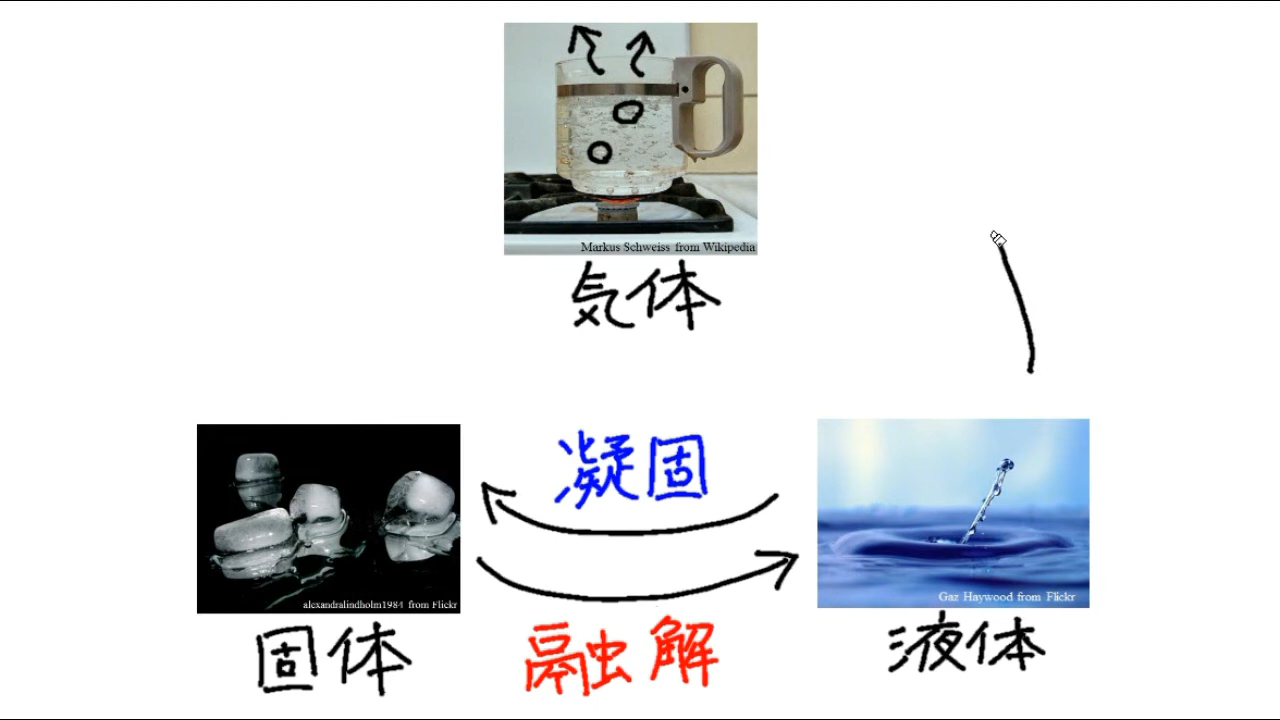 Markus Schweiss from Wikipedia
気体
凝固
alexandralindholm1984 from Flickr
Gaz Haywood from Flickr
固体
融解
液体